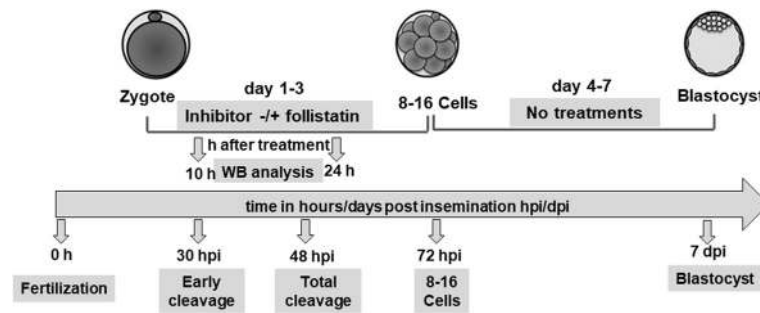 Zygote
day 1-3
8-16 Cells
day 4-7
Blastocyst
Inhibitor -/+ follistatin
No treatments
h after treatment
10 h
WB analysis
24 h
time in hours/days post insemination hpi/dpi
0 h
30 hpi
48 hpi
72 hpi
7 dpi
Fertilization
Early
cleavage
Total
cleavage
8-16
Cells
Blastocyst